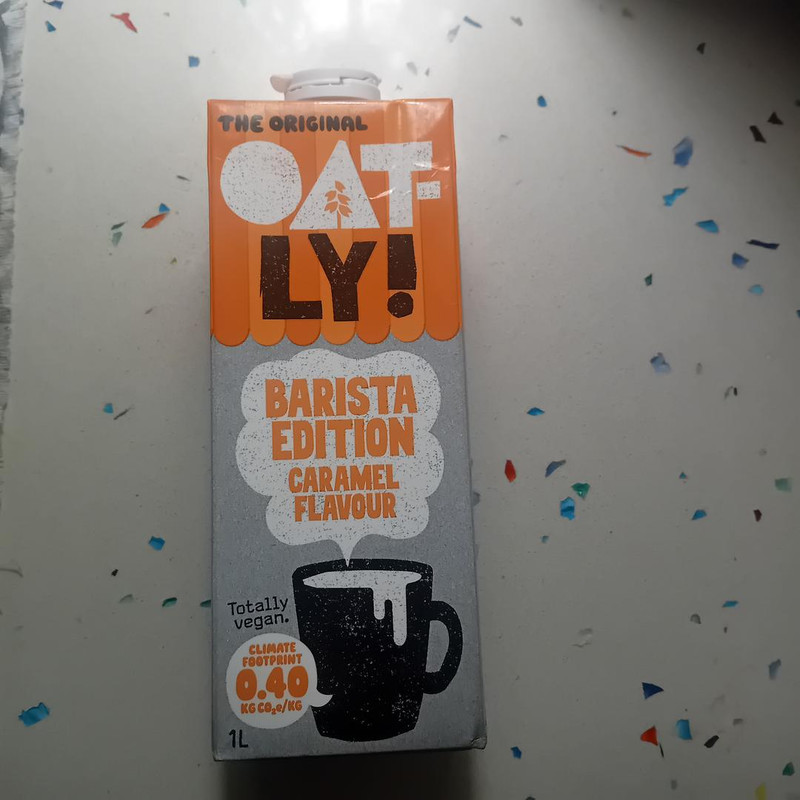 THE ORIGINAL
OAT-
LY!
BARISTA
EDITION
CARAMEL
FLAVOUR
Totally
vegan.
CLIMATE
FOOTPRINT
0.40
KG CO₂e/KG
1L